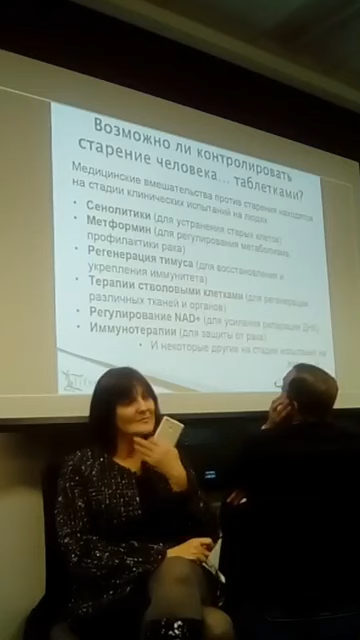 Возможно ли контролировать
старение человека... таблетками?
Медицинские вмешательства против старения находятся
на стадии клинических испытаний на людях
• Сенолитики (для устранения старых клеток)
• Метформин (для регулирования метаболизма,
профилактики рака)
• Регенерация тимуса (для восстановления и
укрепления иммунитета)
• Терапии стволовыми клетками (для регенерации
различных тканей и органов)
• Регулирование NAD+ (для усиления репарации ДНК)
• Иммунотерапии (для защиты от рака)
• И некоторые другие на стадии испытаний на